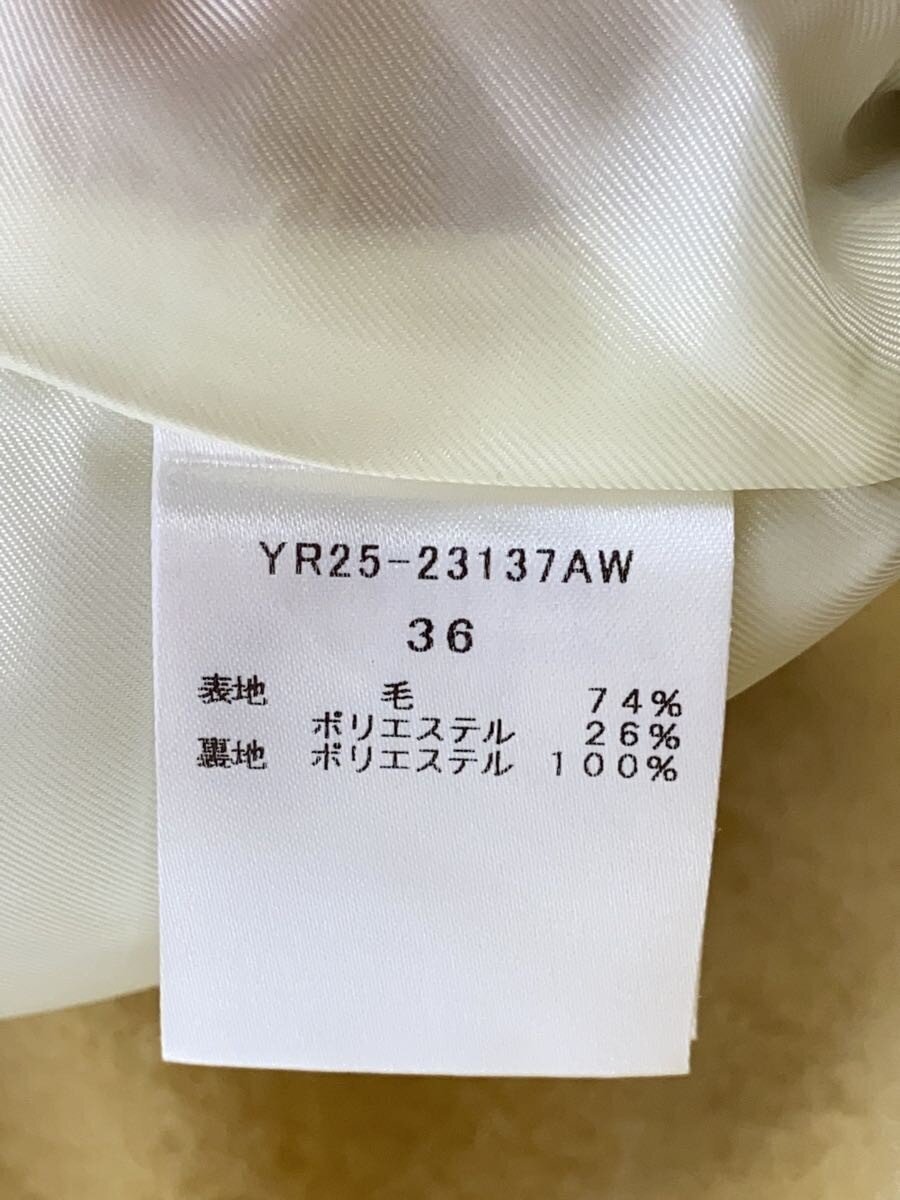 YR25-23137AW
36
表地 毛 74%
ポリエステル 26%
裏地 ポリエステル 100%